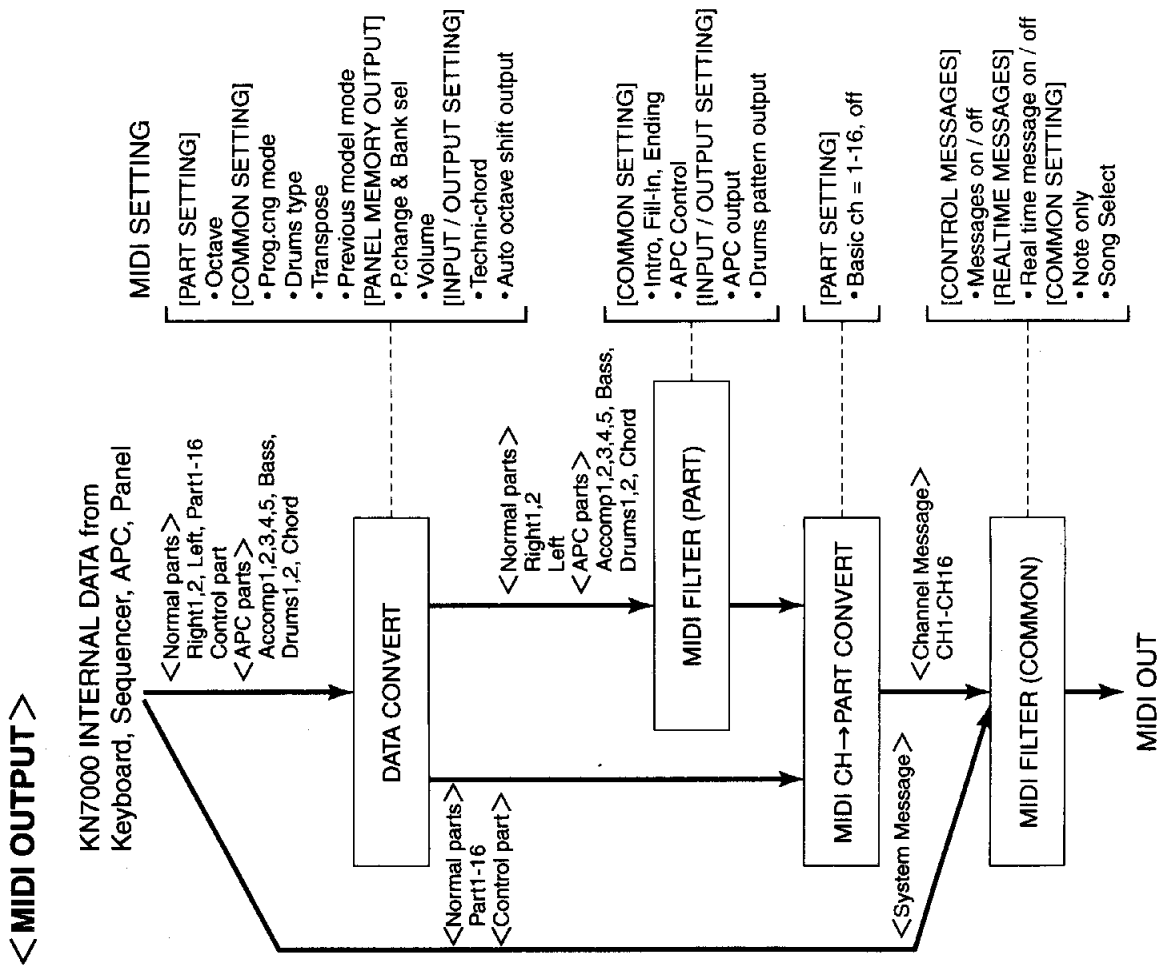 <MIDI OUTPUT>
KN7000 INTERNAL DATA from
Keyboard, Sequencer, APC, Panel
MIDI SETTING
<Normal parts>
Right1,2, Left, Part1-16
Control part
<APC parts>
Accomp1,2,3,4,5, Bass,
Drums1,2, Chord
DATA CONVERT
[PART SETTING]
• Octave
[COMMON SETTING]
• Prog.cng mode
• Drums type
• Transpose
• Previous model mode
[PANEL MEMORY OUTPUT]
• P.change & Bank sel
• Volume
[INPUT / OUTPUT SETTING]
• Techni-chord
• Auto octave shift output
<Normal parts>
Part1-16
<Control part>
<Normal parts>
Right1,2
Left
<APC parts>
Accomp1,2,3,4,5, Bass,
Drums1,2, Chord
MIDI FILTER (PART)
[COMMON SETTING]
• Intro, Fill-In, Ending
• APC Control
[INPUT / OUTPUT SETTING]
• APC output
• Drums pattern output
MIDI CH→PART CONVERT
[PART SETTING]
• Basic ch = 1-16, off
<System Message>
<Channel Message>
CH1-CH16
MIDI FILTER (COMMON)
[CONTROL MESSAGES]
• Messages on / off
[REALTIME MESSAGES]
• Real time message on / off
[COMMON SETTING]
• Note only
• Song Select
MIDI OUT